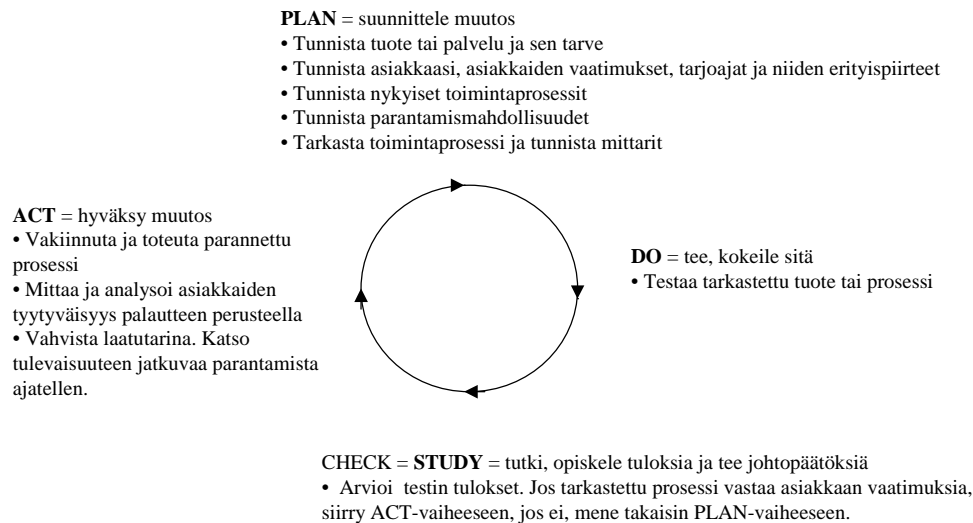 PLAN = suunnittele muutos
• Tunnista tuote tai palvelu ja sen tarve
• Tunnista asiakkaasi, asiakkaiden vaatimukset, tarjoajat ja niiden erityispiirteet
• Tunnista nykyiset toimintaprosessit
• Tunnista parantamismahdollisuudet
• Tarkasta toimintaprosessi ja tunnista mittarit
ACT = hyväksy muutos
• Vakiinnuta ja toteuta parannettu
prosessi
• Mittaa ja analysoi asiakkaiden
tyytyväisyys palautteen perusteella
• Vahvista laatutarina. Katso
tulevaisuuteen jatkuvaa parantamista
ajatellen.
DO = tee, kokeile sitä
• Testaa tarkastettu tuote tai prosessi
CHECK = STUDY = tutki, opiskele tuloksia ja tee johtopäätöksiä
• Arvioi testin tulokset. Jos tarkastettu prosessi vastaa asiakkaan vaatimuksia,
siirry ACT-vaiheeseen, jos ei, mene takaisin PLAN-vaiheeseen.